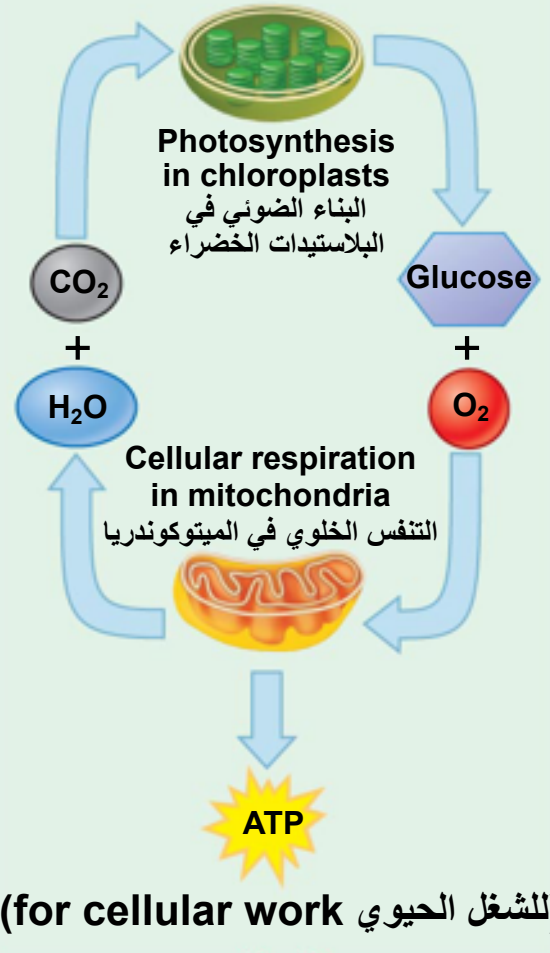 Photosynthesis
in chloroplasts
البناء الضوئي في
البلاستيدات الخضراء
CO₂
Glucose
+
+
H₂O
O₂
Cellular respiration
in mitochondria
التنفس الخلوي في الميتوكوندريا
ATP
(for cellular work للشغل الحيوي